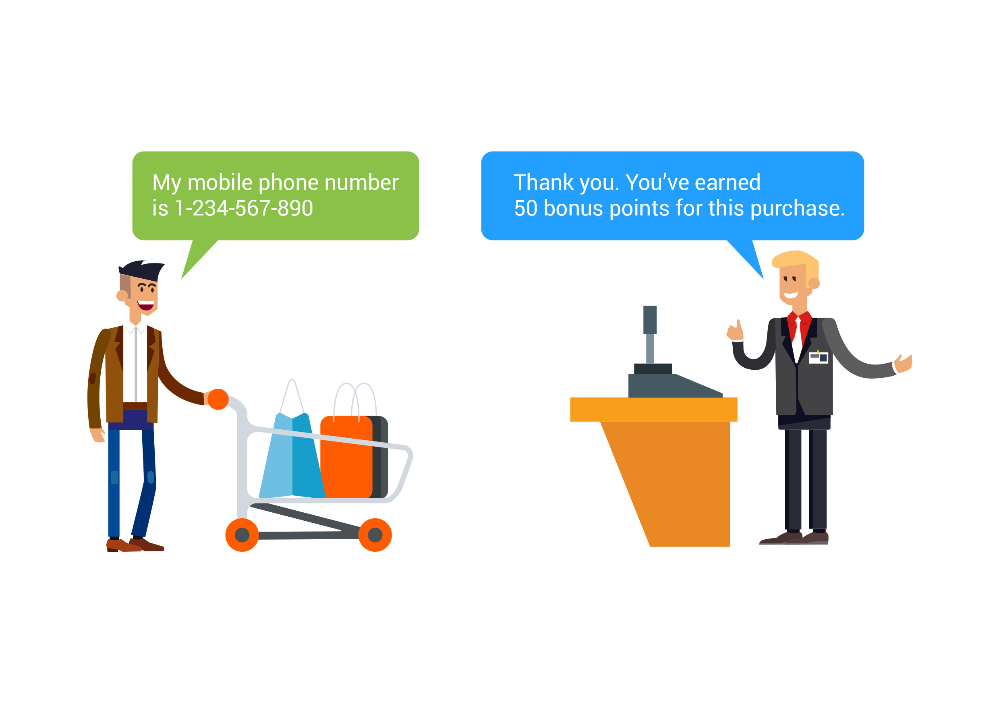 My mobile phone number
is 1-234-567-890
Thank you. You’ve earned
50 bonus points for this purchase.